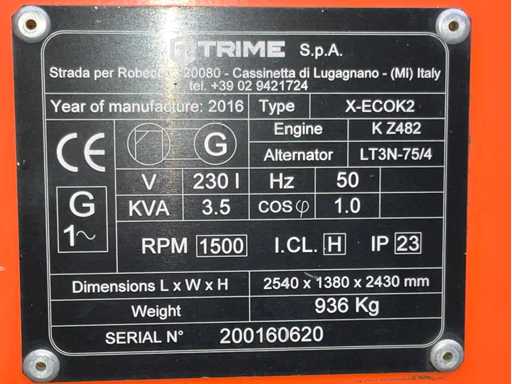 TRIME S.p.A.
Strada per 20080 - Cassinetta di Lugagnano - (MI) Italy
tel. +39 02 9421724
Year of manufacture: 2016 Type X-ECOK2
Engine K Z482
Alternator LT3N-75/4
CE G
V 230 I Hz 50
G
1~
KVA 3.5 COS φ 1.0
RPM 1500 I.CL. H IP 23
Dimensions L x W x H 2540 x 1380 x 2430 mm
Weight 936 Kg
SERIAL N° 200160620